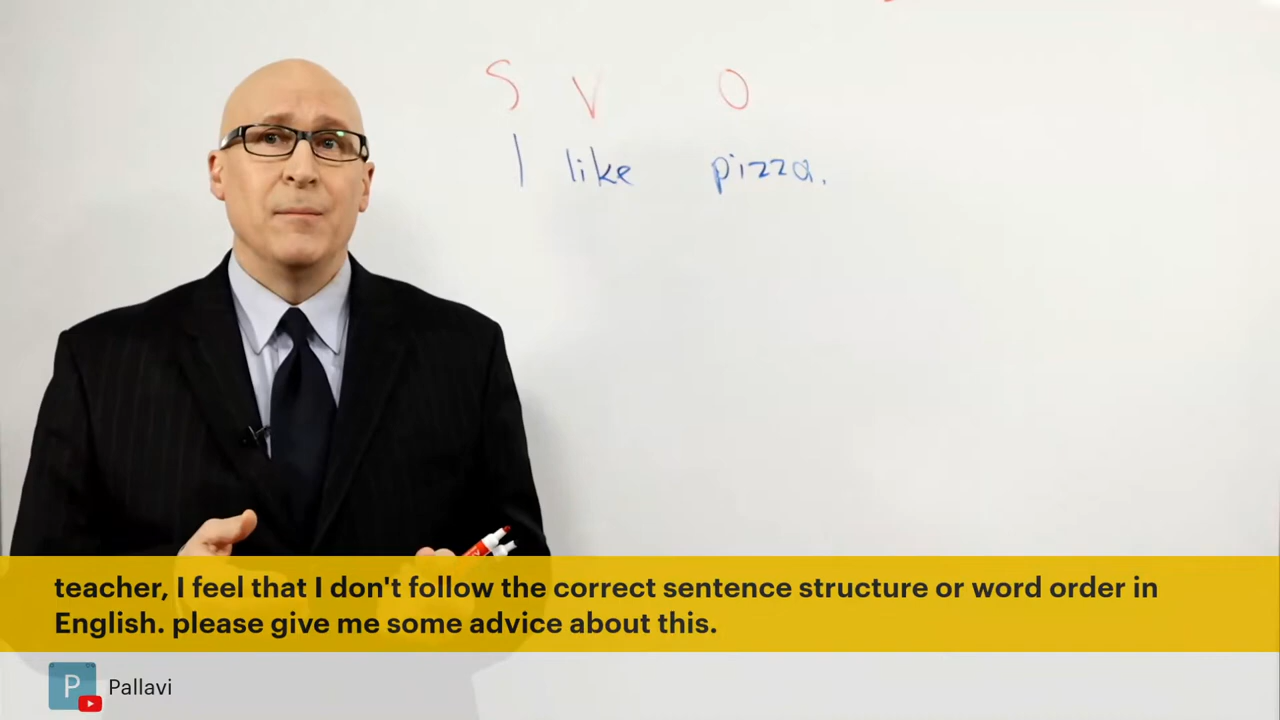 S V O
I like pizza.
teacher, I feel that I don't follow the correct sentence structure or word order in
English. please give me some advice about this.
P Pallavi